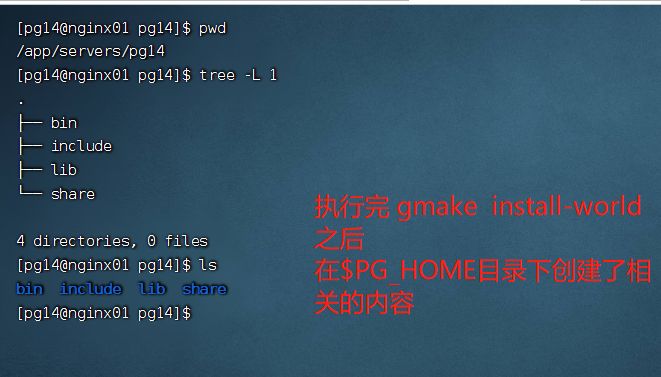 [pg14@nginx01 pg14]$ pwd
/app/servers/pg14
[pg14@nginx01 pg14]$ tree -L 1
.
├── bin
├── include
├── lib
└── share
4 directories, 0 files
[pg14@nginx01 pg14]$ ls
bin  include  lib  share
[pg14@nginx01 pg14]$
执行完 gmake  install-world
之后
在$PG_HOME目录下创建了相
关的内容